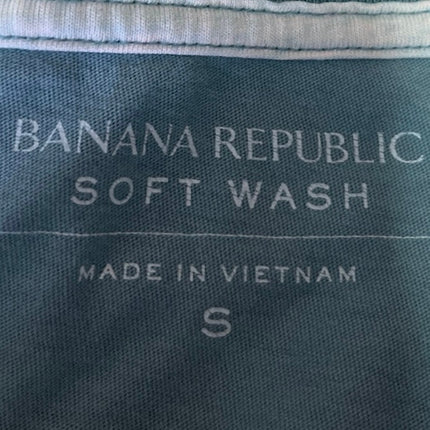 BANANA REPUBLIC
SOFT WASH
MADE IN VIETNAM
S